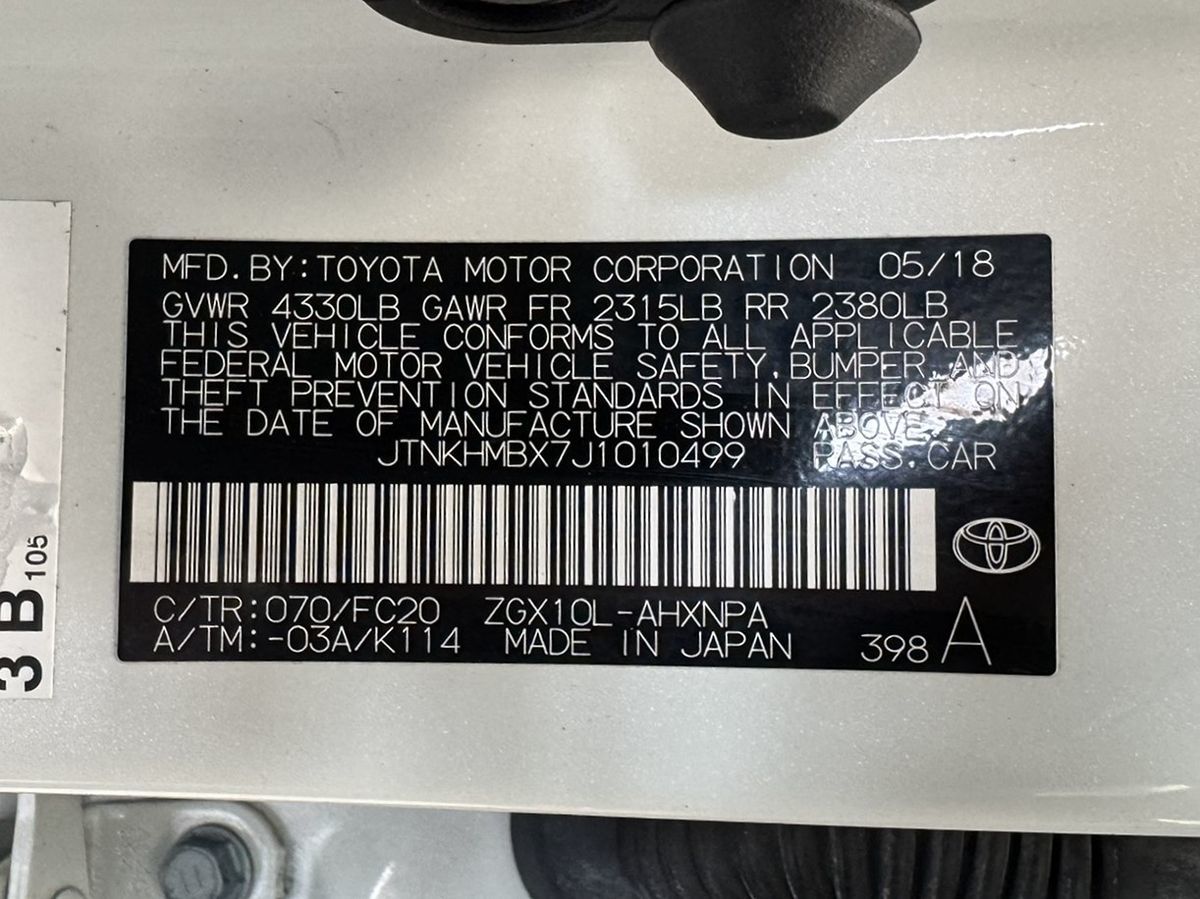 MFD.BY:TOYOTA MOTOR CORPORATION 05/18
GVWR 4330LB GAWR FR 2315LB RR 2380LB
THIS VEHICLE CONFORMS TO ALL APPLICABLE
FEDERAL MOTOR VEHICLE SAFETY,BUMPER,AND
THEFT PREVENTION STANDARDS IN EFFECT ON
THE DATE OF MANUFACTURE SHOWN ABOVE.
JTNKHMBX7J1010499 PASS.CAR
C/TR:070/FC20 ZGX10L-AHXNPA
A/TM:-03A/K114 MADE IN JAPAN 398 A
3 B 105